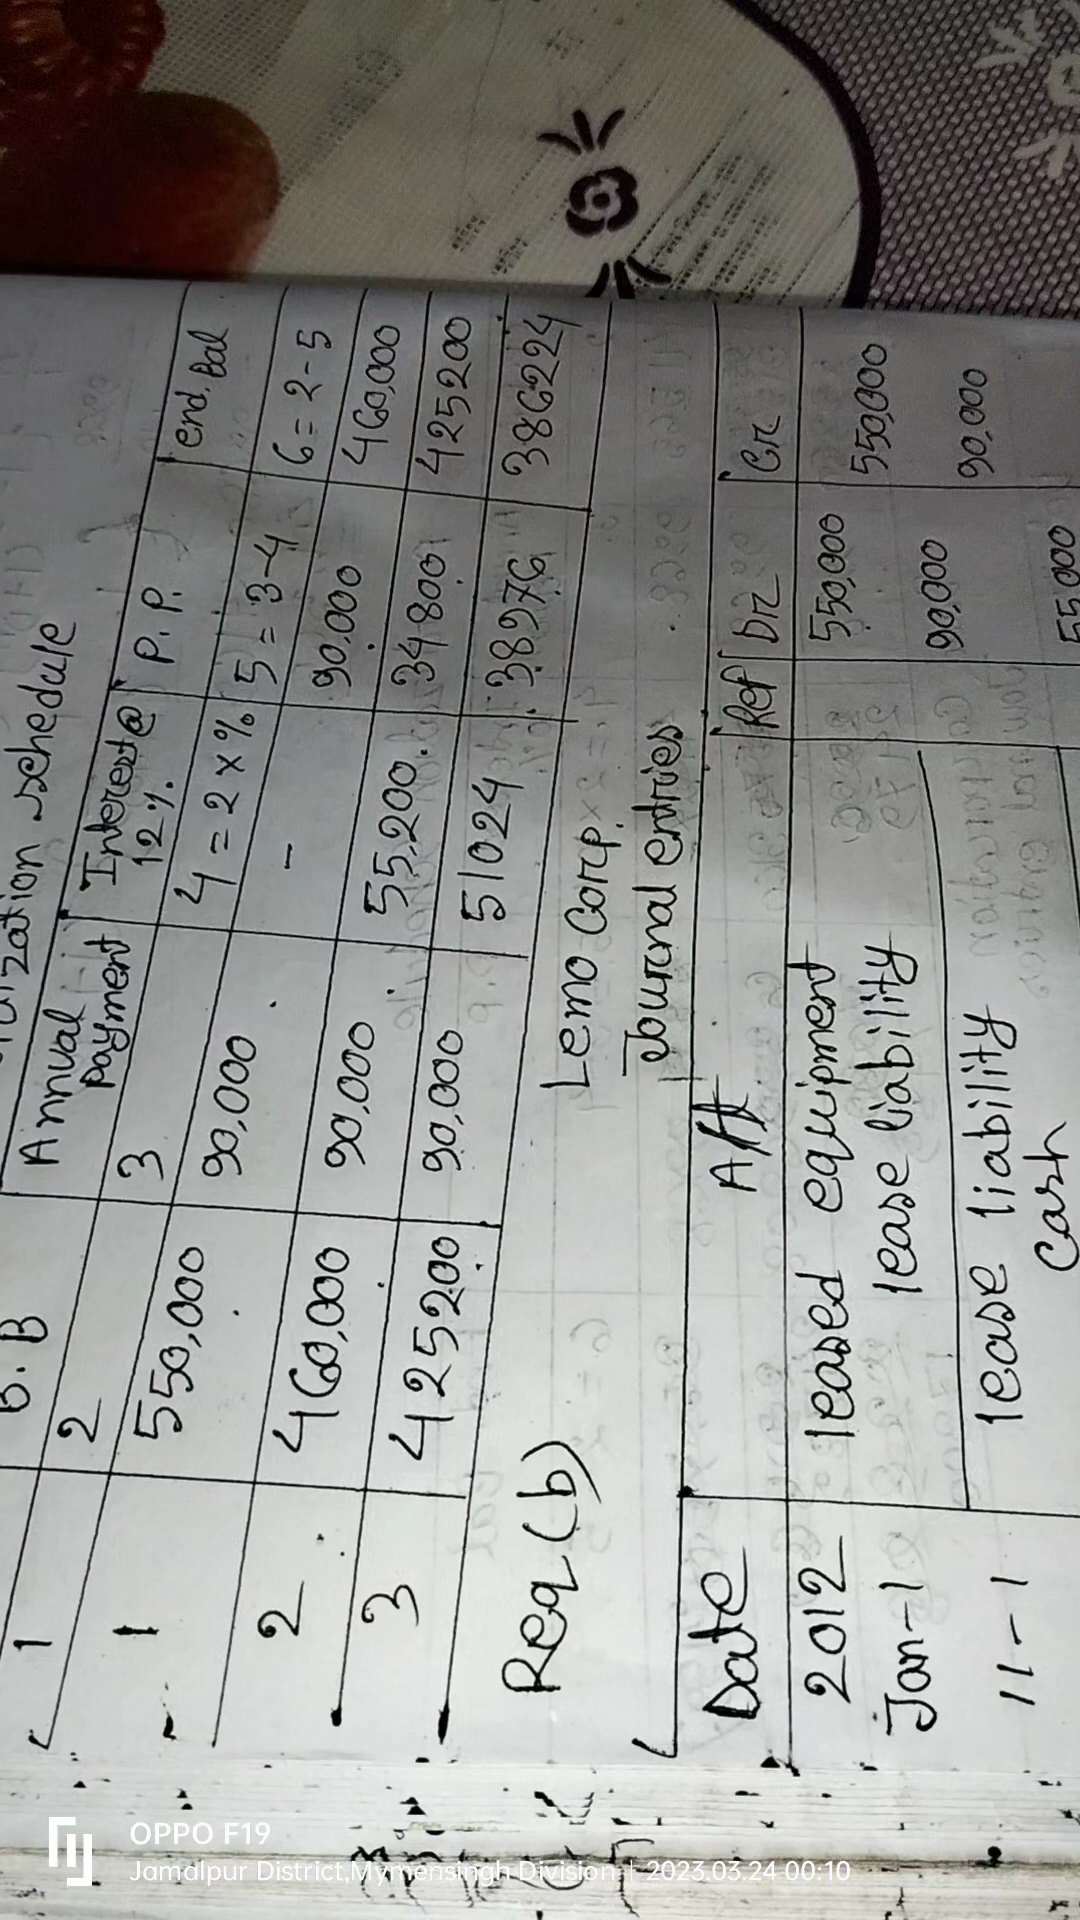 zation schedule
B.B Annual payment Interest@ 12% P.P. end. Bal
1 2 3 4=2x% 5=3-4 6=2-5
1 550,000 90,000 - 90,000 460,000
2 460,000 90,000 55,200 34800 425200
3 425200 90,000 51024 38976 386224
Req (b) Lemo Corp.
Journal entries
Date A/t Ref Dr Cr
2012 leased equipment 550,000
Jan-1 lease liability 550,000
11-1 lease liability 90,000
Cash 90,000
55,000
OPPO F19
Jamalpur District,Mymensingh Division | 2023.03.24 00:10